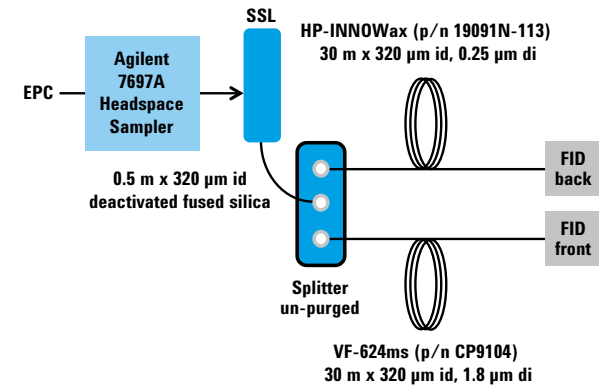 SSL
HP-INNOWax (p/n 19091N-113)
30 m x 320 µm id, 0.25 µm di
Agilent
7697A
Headspace
Sampler
EPC
0.5 m x 320 µm id
deactivated fused silica
FID
back
FID
front
Splitter
un-purged
VF-624ms (p/n CP9104)
30 m x 320 µm id, 1.8 µm di